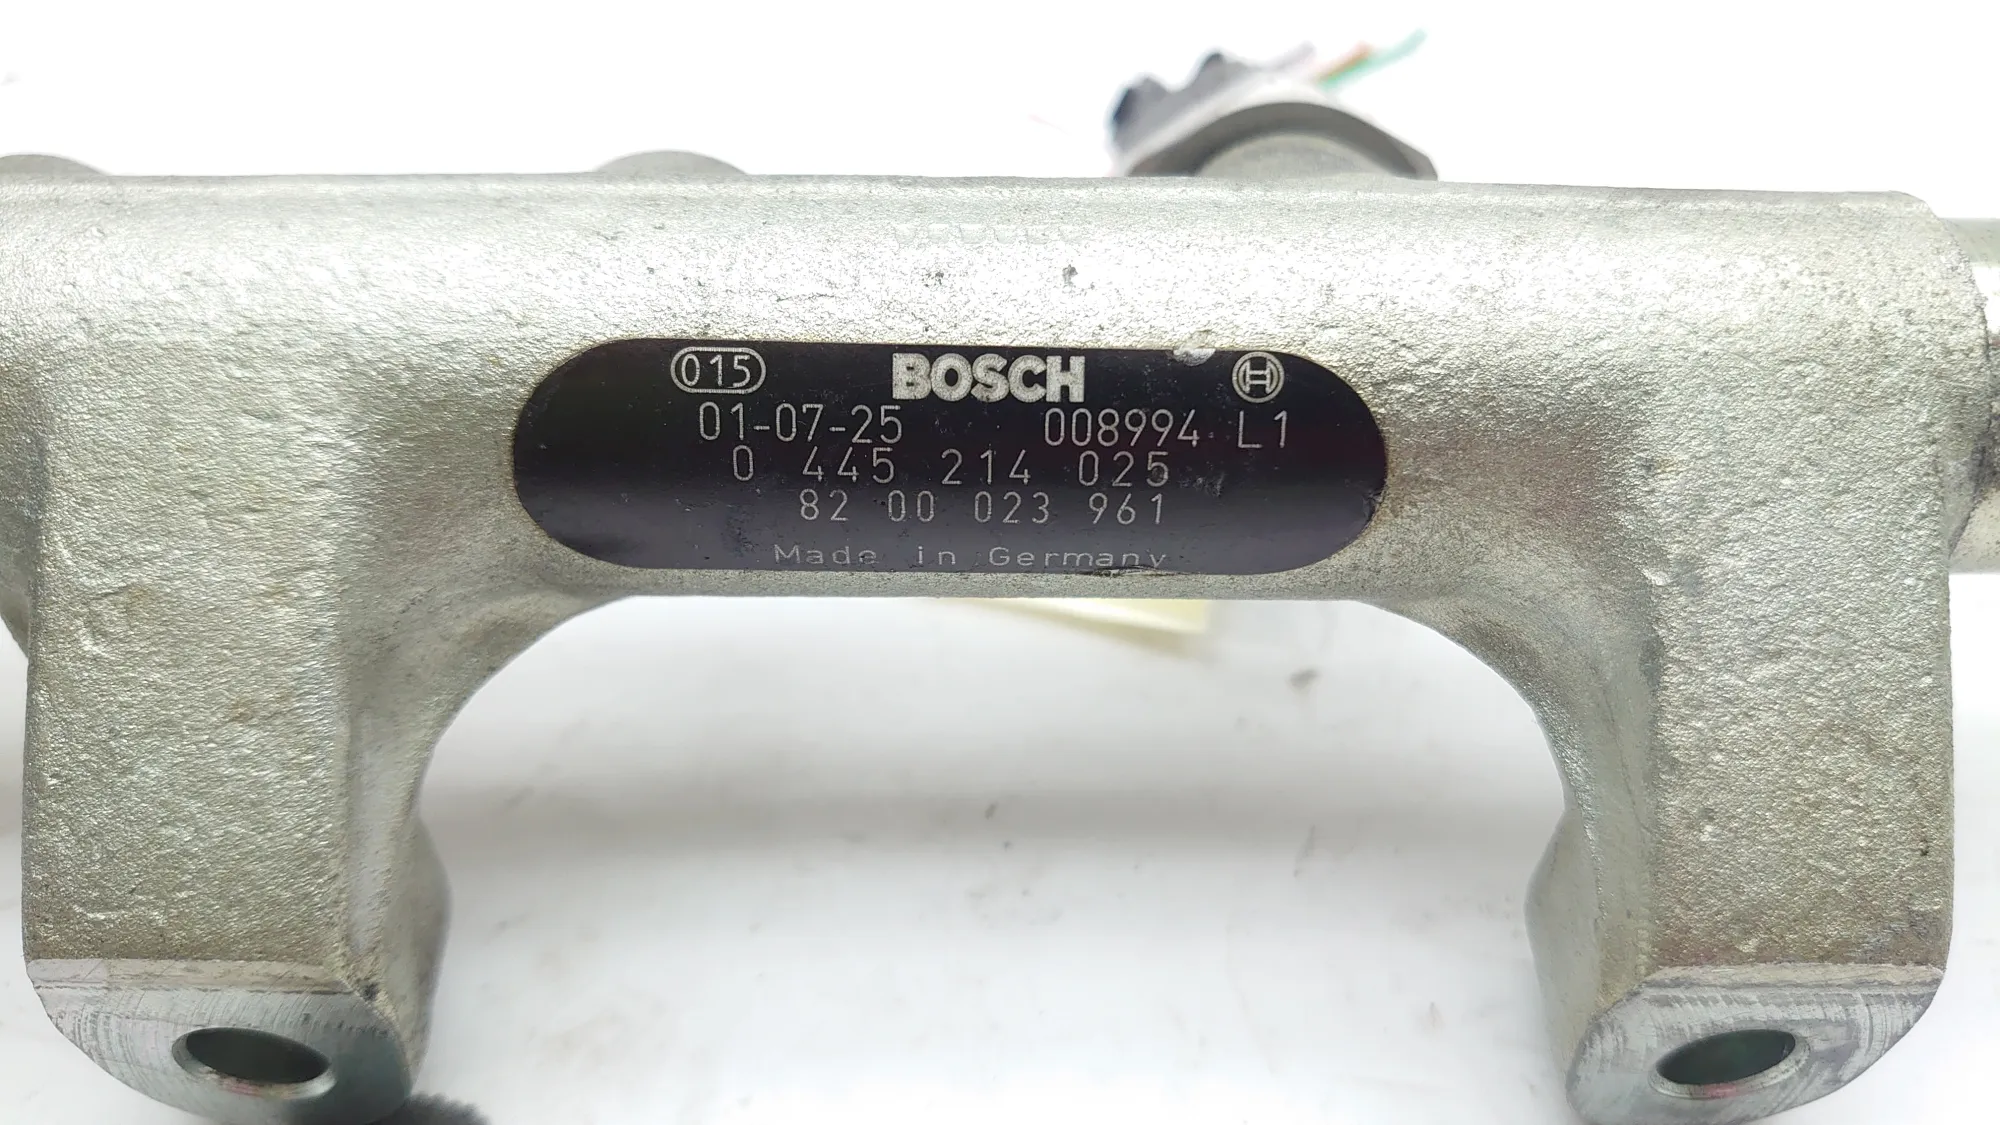 015 BOSCH
01-07-25 008994 L1
0 445 214 025
82 00 023 961
Made in Germany